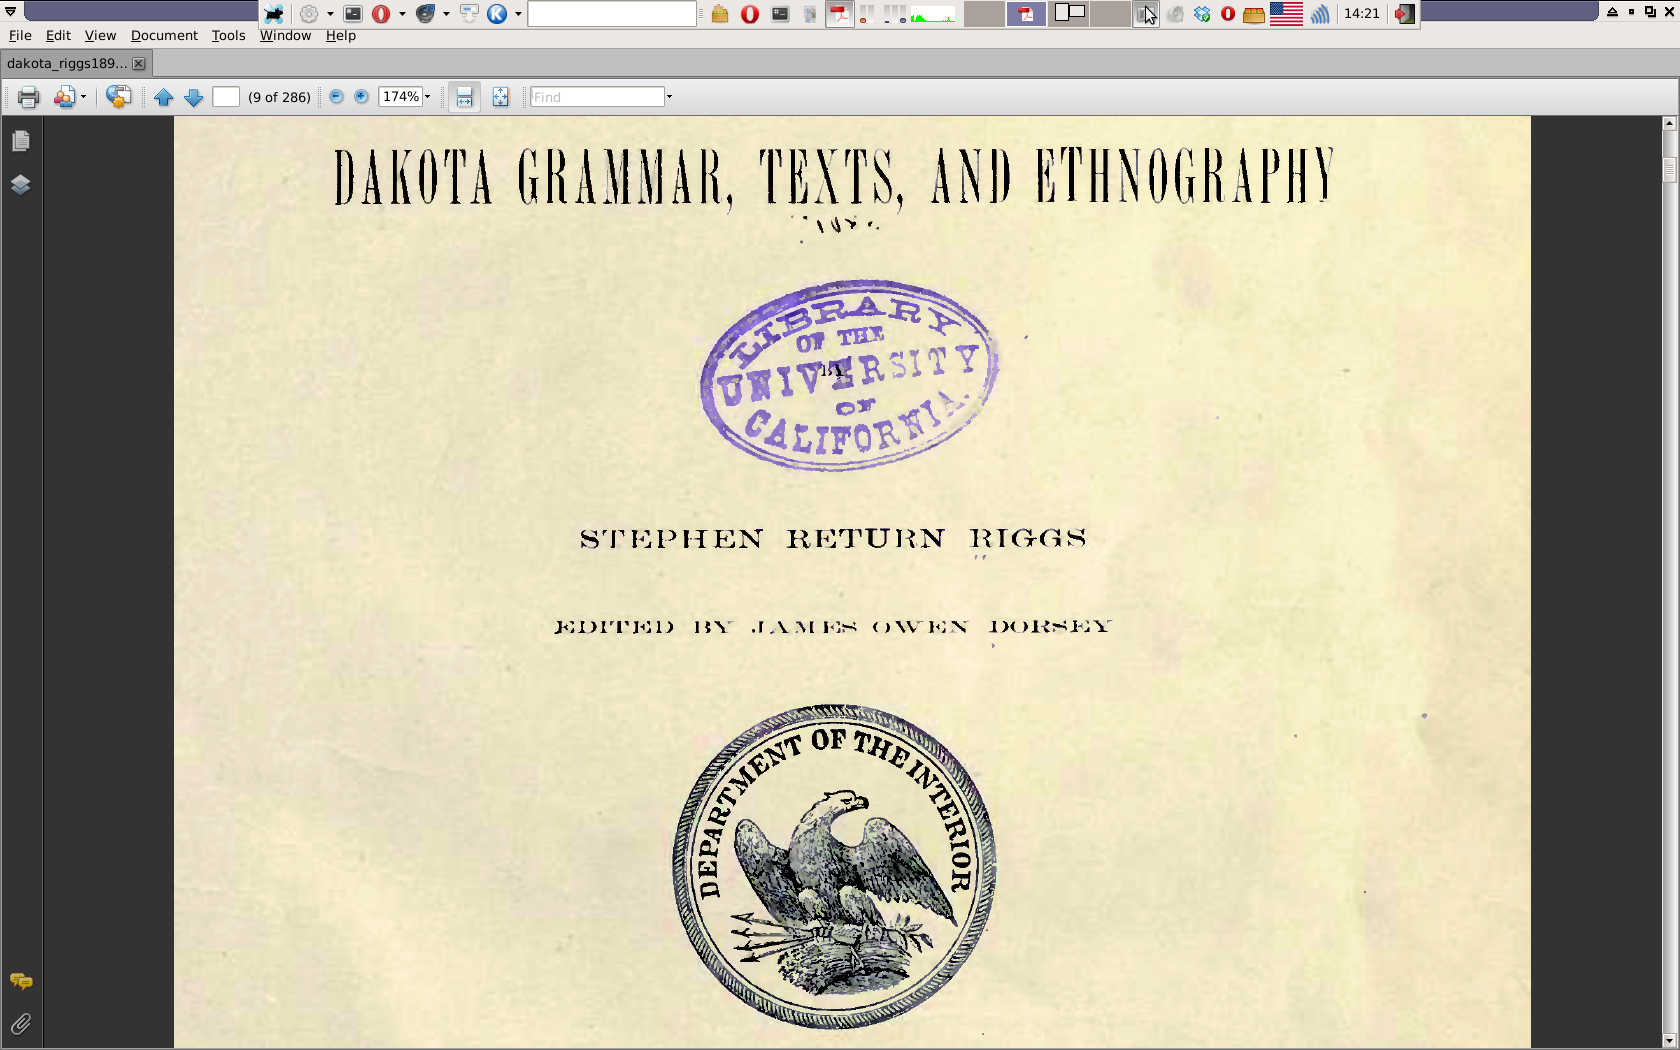 14:21
File Edit View Document Tools Window Help
dakota_riggs189...
(9 of 286) 174% Find
DAKOTA GRAMMAR, TEXTS, AND ETHNOGRAPHY
LIBRARY
OF THE
UNIVERSITY
BY
OF
CALIFORNIA.
STEPHEN RETURN RIGGS
EDITED BY JAMES OWEN DORSEY
DEPARTMENT OF THE INTERIOR